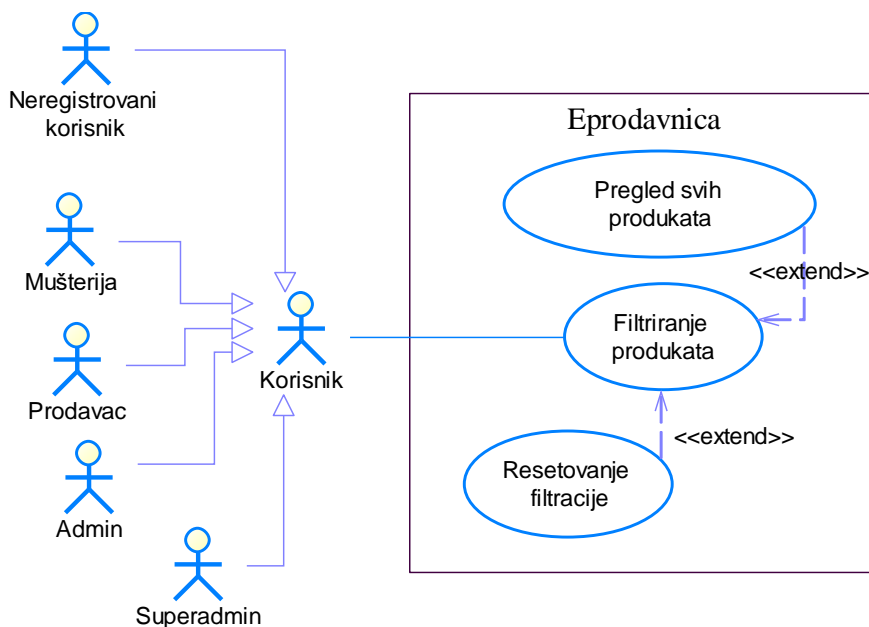 Neregistrovani
korisnik
Eprodavnica
Pregled svih
produkata
<<extend>>
Mušterija
Filtriranje
produkata
Korisnik
Prodavac
<<extend>>
Resetovanje
filtracije
Admin
Superadmin